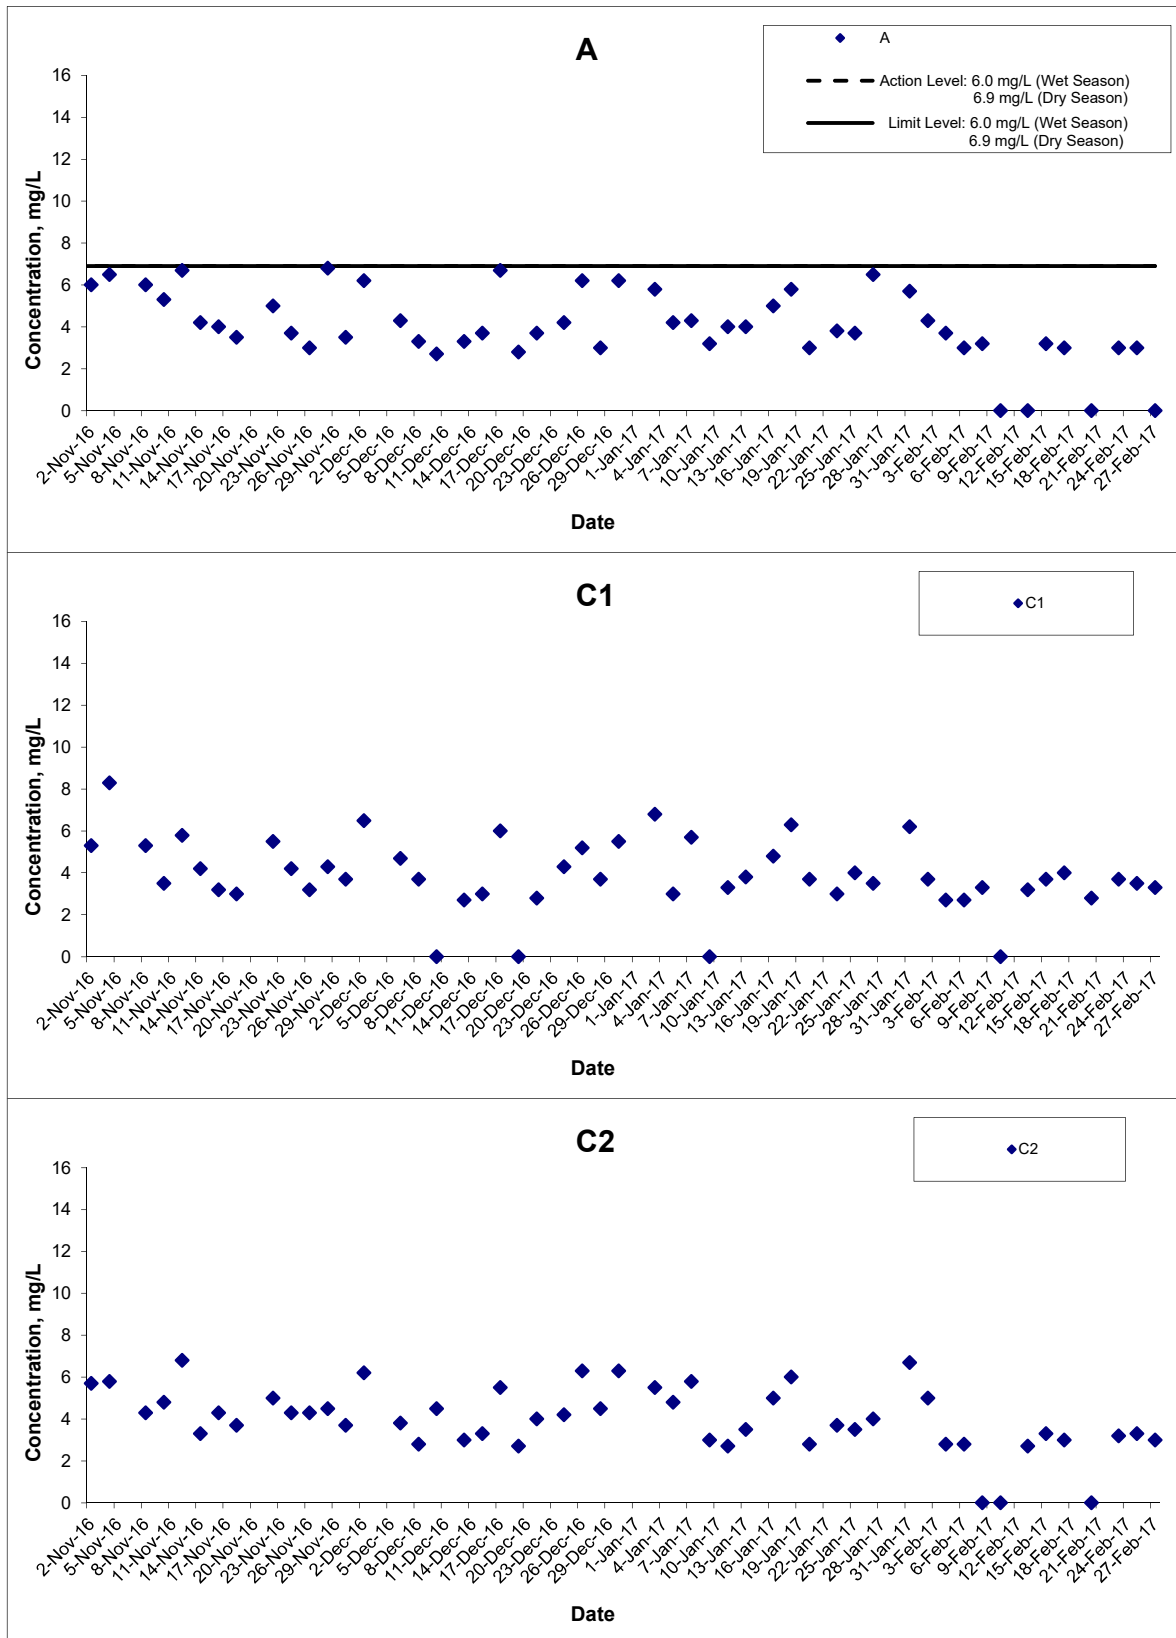 A
A
Action Level: 6.0 mg/L (Wet Season)
6.9 mg/L (Dry Season)
Limit Level: 6.0 mg/L (Wet Season)
6.9 mg/L (Dry Season)
Concentration, mg/L
16
14
12
10
8
6
4
2
0
2-Nov-16
5-Nov-16
8-Nov-16
11-Nov-16
14-Nov-16
17-Nov-16
20-Nov-16
23-Nov-16
26-Nov-16
29-Nov-16
2-Dec-16
5-Dec-16
8-Dec-16
11-Dec-16
14-Dec-16
17-Dec-16
20-Dec-16
23-Dec-16
26-Dec-16
29-Dec-16
1-Jan-17
4-Jan-17
7-Jan-17
10-Jan-17
13-Jan-17
16-Jan-17
19-Jan-17
22-Jan-17
25-Jan-17
28-Jan-17
31-Jan-17
3-Feb-17
6-Feb-17
9-Feb-17
12-Feb-17
15-Feb-17
18-Feb-17
21-Feb-17
24-Feb-17
27-Feb-17
Date
C1
C1
Concentration, mg/L
16
14
12
10
8
6
4
2
0
2-Nov-16
5-Nov-16
8-Nov-16
11-Nov-16
14-Nov-16
17-Nov-16
20-Nov-16
23-Nov-16
26-Nov-16
29-Nov-16
2-Dec-16
5-Dec-16
8-Dec-16
11-Dec-16
14-Dec-16
17-Dec-16
20-Dec-16
23-Dec-16
26-Dec-16
29-Dec-16
1-Jan-17
4-Jan-17
7-Jan-17
10-Jan-17
13-Jan-17
16-Jan-17
19-Jan-17
22-Jan-17
25-Jan-17
28-Jan-17
31-Jan-17
3-Feb-17
6-Feb-17
9-Feb-17
12-Feb-17
15-Feb-17
18-Feb-17
21-Feb-17
24-Feb-17
27-Feb-17
Date
C2
C2
Concentration, mg/L
16
14
12
10
8
6
4
2
0
2-Nov-16
5-Nov-16
8-Nov-16
11-Nov-16
14-Nov-16
17-Nov-16
20-Nov-16
23-Nov-16
26-Nov-16
29-Nov-16
2-Dec-16
5-Dec-16
8-Dec-16
11-Dec-16
14-Dec-16
17-Dec-16
20-Dec-16
23-Dec-16
26-Dec-16
29-Dec-16
1-Jan-17
4-Jan-17
7-Jan-17
10-Jan-17
13-Jan-17
16-Jan-17
19-Jan-17
22-Jan-17
25-Jan-17
28-Jan-17
31-Jan-17
3-Feb-17
6-Feb-17
9-Feb-17
12-Feb-17
15-Feb-17
18-Feb-17
21-Feb-17
24-Feb-17
27-Feb-17
Date